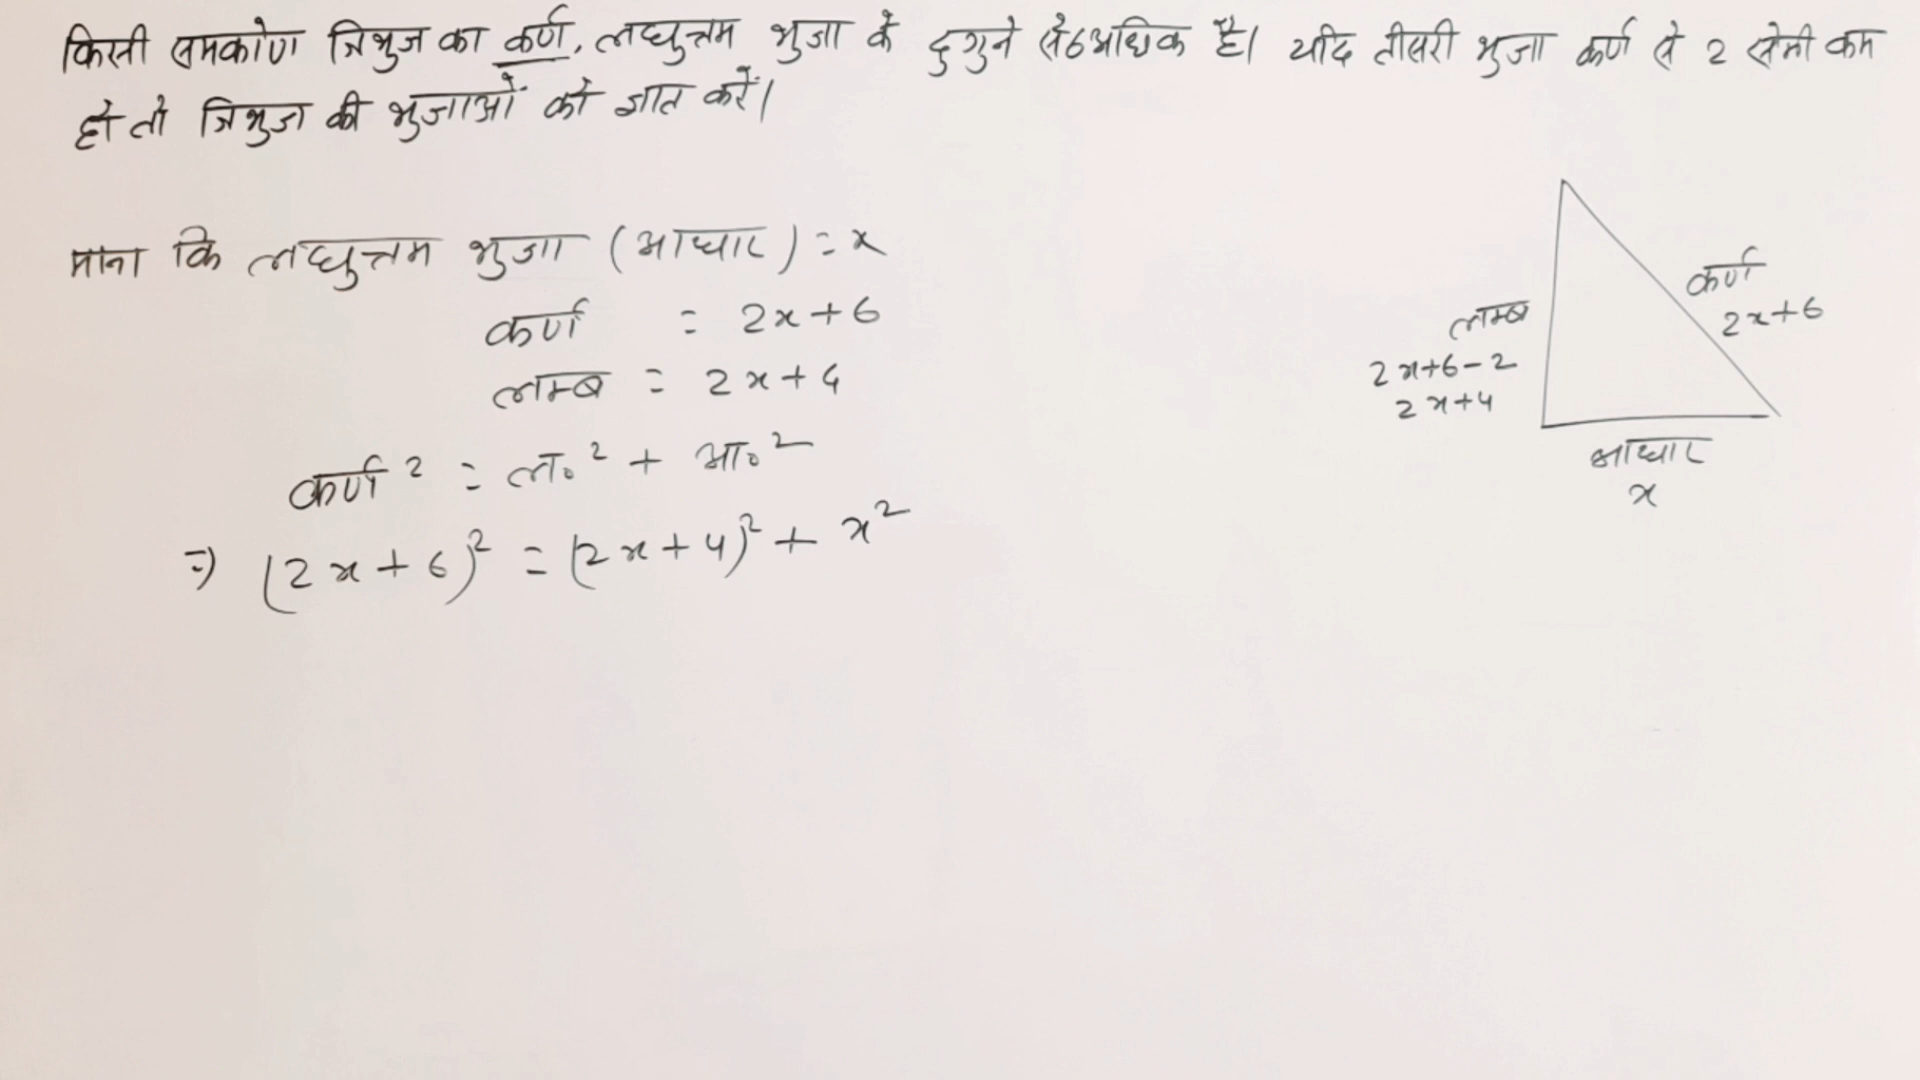 किसी समकोण त्रिभुज का कर्ण, लघुत्तम भुजा के दुगुने से 6 अधिक है। यदि तीसरी भुजा कर्ण से 2 सेमी कम
हो तो त्रिभुज की भुजाओं को ज्ञात करें।
माना कि लघुत्तम भुजा (आधार) = x
कर्ण = 2x+6
लम्ब = 2x+4
कर्ण² = ल०² + आ०²
=) (2x+6)² = (2x+4)² + x²
कर्ण
2x+6
लम्ब
2x+6-2
2x+4
आधार
x